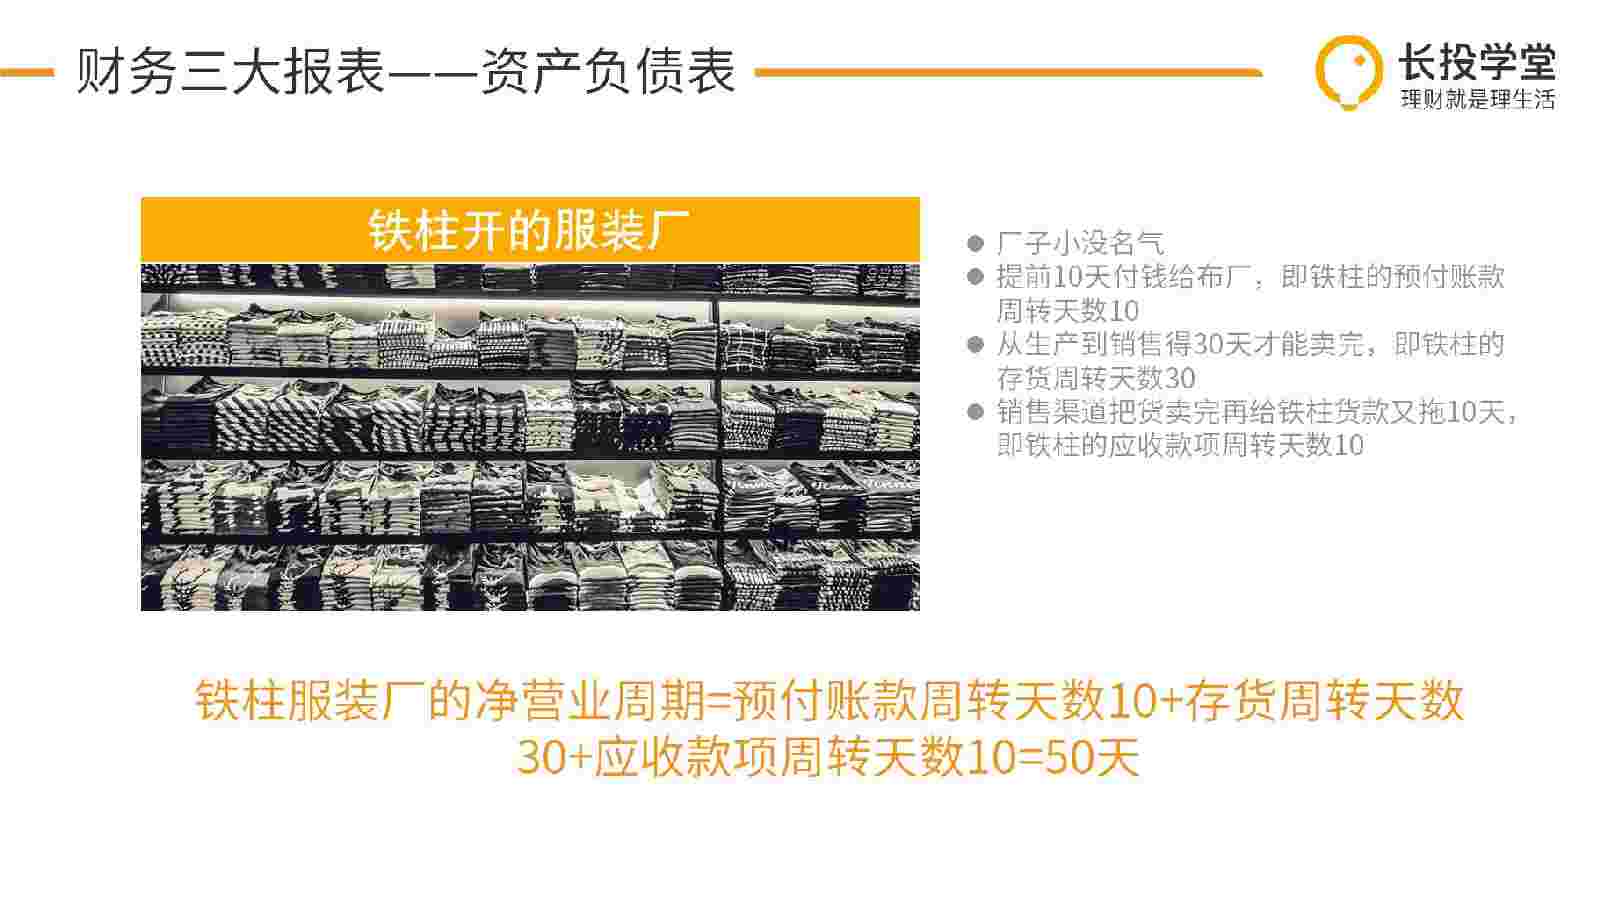 财务三大报表——资产负债表
长投学堂
理财就是理生活
铁柱开的服装厂
● 厂子小没名气
● 提前10天付钱给布厂，即铁柱的预付账款
周转天数10
● 从生产到销售得30天才能卖完，即铁柱的
存货周转天数30
● 销售渠道把货卖完再给铁柱货款又拖10天，
即铁柱的应收款项周转天数10
铁柱服装厂的净营业周期=预付账款周转天数10+存货周转天数
30+应收款项周转天数10=50天